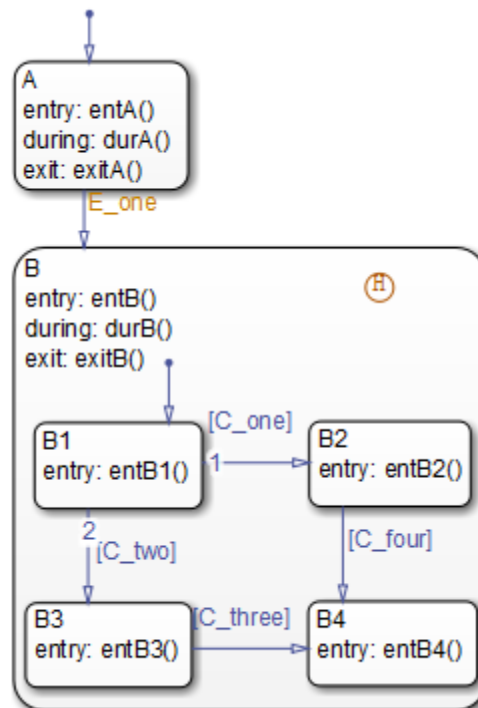 A
entry: entA()
during: durA()
exit: exitA()
E_one
B
H
entry: entB()
during: durB()
exit: exitB()
[C_one]
B1
entry: entB1()
1
B2
entry: entB2()
2
[C_two]
[C_four]
B3
entry: entB3()
[C_three]
B4
entry: entB4()